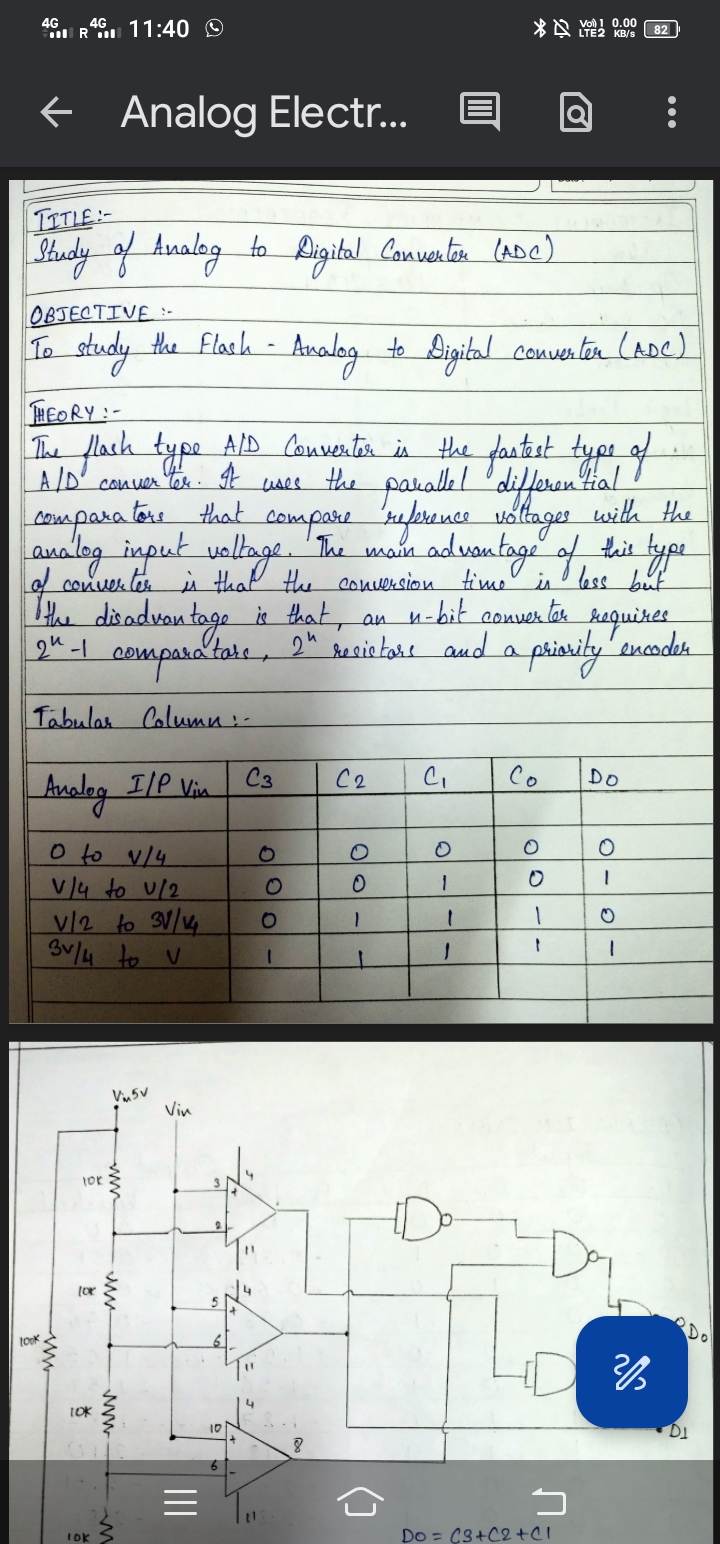 4G R 4G 11:40 Vo) 1 LTE2 0.00 KB/s 82
Analog Electr...
TITLE:-
Study of Analog to Digital Converter (ADC)
OBJECTIVE :-
To study the Flash - Analog to Digital converter (ADC)
THEORY :-
The flash type A/D Converter is the fastest type of
A/D converter. It uses the parallel differential
comparators that compare reference voltages with the
analog input voltage. The main advantage of this type
of converter is that the conversion time is less but
the disadvantage is that, an n-bit converter requires
2ⁿ-1 comparators, 2ⁿ resistors and a priority encoder
Tabular Column :-
Analog I/P Vin C3 C2 C1 C0 D0
0 to V/4 0 0 0 0 0
V/4 to V/2 0 0 1 0 1
V/2 to 3V/4 0 1 1 1 0
3V/4 to V 1 1 1 1 1
Vin 5V
Vin
10K
3 + 4
2 - 11
10K
5 + 4
6 - 11
100K
D0
10K
10 + 4 8
6 - 11
D1
10K
D0 = C3+C2+C1